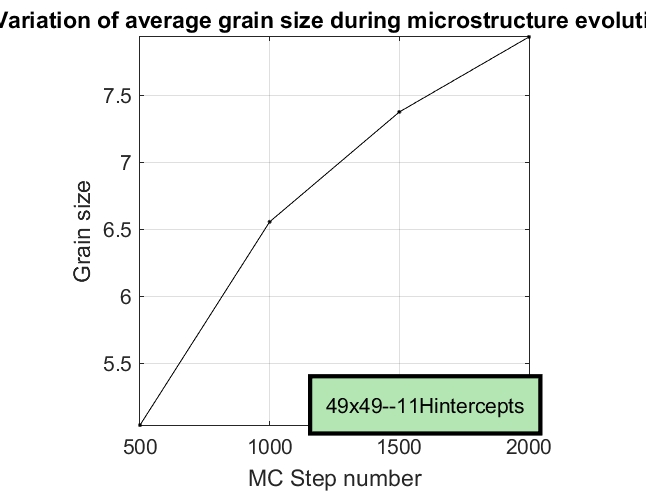 Variation of average grain size during microstructure evoluti
7.5
7
6.5
6
5.5
Grain size
49x49--11Hintercepts
500 1000 1500 2000
MC Step number